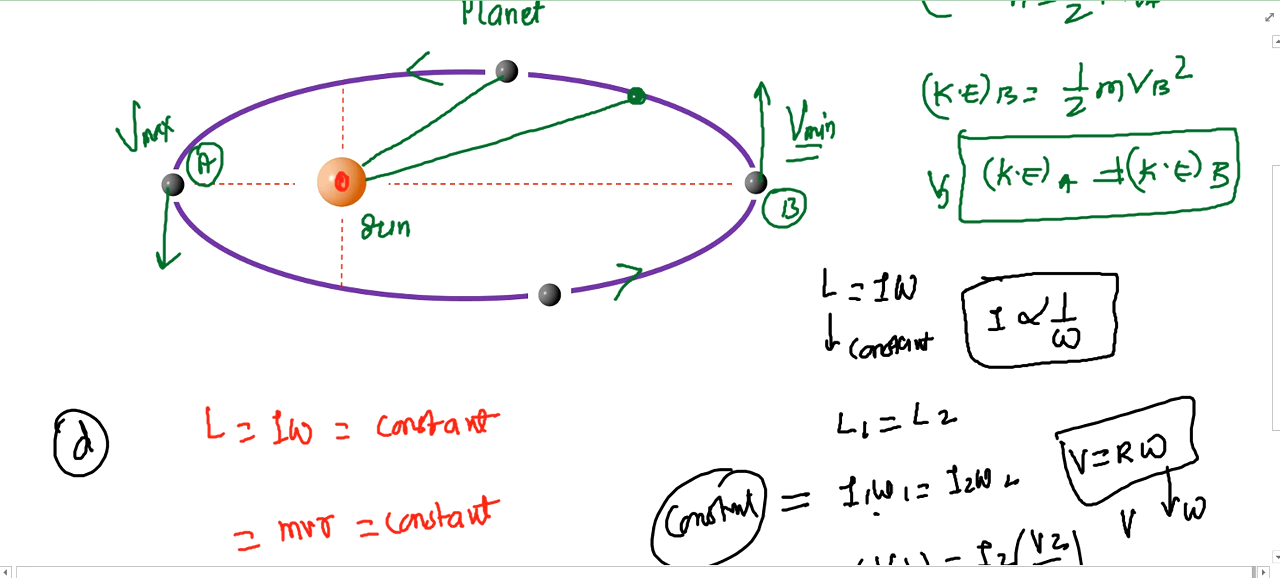 Planet
(K.E)B = 1/2 m VB²
Vmax
A
Vmin
(K.E)A ≠ (K.E)B
B
Sun
L = Iω
I ∝ 1/ω
constant
d
L = Iω = constant
L1 = L2
V = Rω
constant = I1ω1 = I2ω2
V ω
= mvr = constant